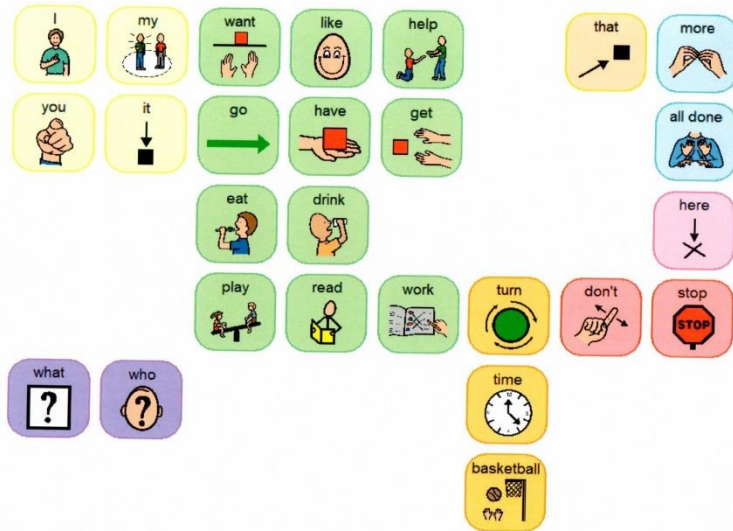 I my want like help that more
you it go have get all done
eat drink here
play read work turn don't stop
STOP
what who time
? ?
basketball